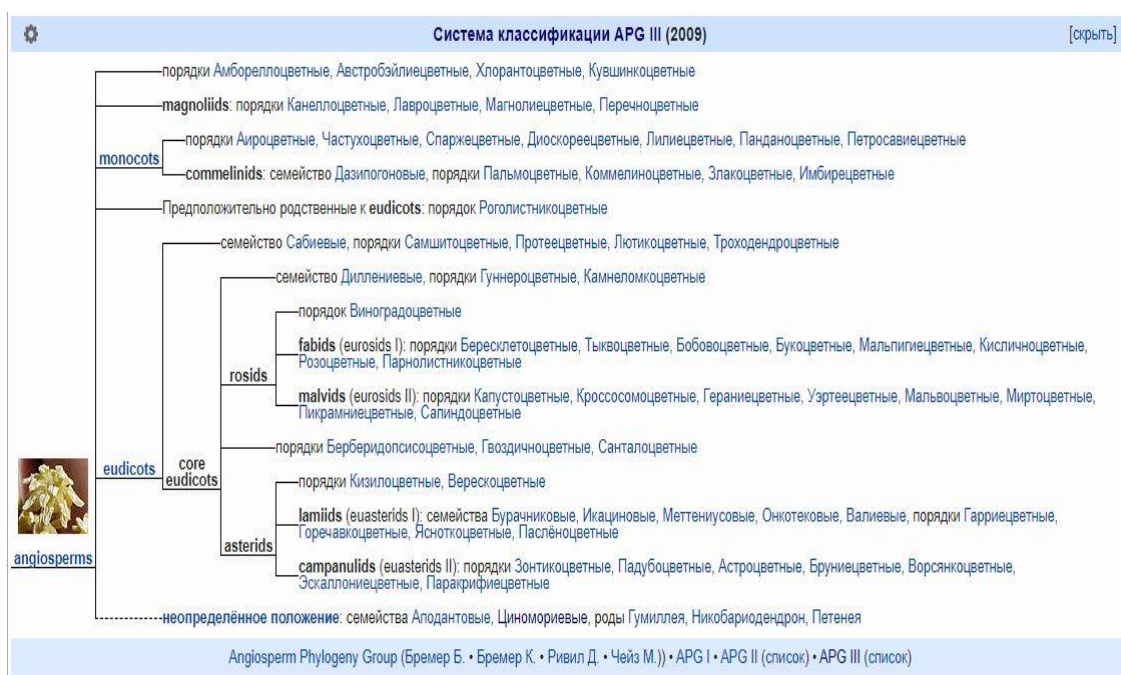 Система классификации APG III (2009)
[скрыть]
порядки Амбореллоцветные, Австробэйлиецветные, Хлорантоцветные, Кувшинкоцветные
magnoliids: порядки Канеллоцветные, Лавроцветные, Магнолиецветные, Перечноцветные
порядки Аироцветные, Частухоцветные, Спаржецветные, Диоскореецветные, Лилиецветные, Панданоцветные, Петросавиецветные
monocots
commelinids: семейство Дазипогоновые, порядки Пальмоцветные, Коммелиноцветные, Злакоцветные, Имбирецветные
Предположительно родственные к eudicots: порядок Роголистникоцветные
семейство Сабиевые, порядки Самшитоцветные, Протеецветные, Лютикоцветные, Троходендроцветные
семейство Диллениевые, порядки Гуннероцветные, Камнеломкоцветные
порядок Виноградоцветные
fabids (eurosids I): порядки Бересклетоцветные, Тыквоцветные, Бобовоцветные, Букоцветные, Мальпигиецветные, Кисличноцветные,
Розоцветные, Парнолистникоцветные
rosids
malvids (eurosids II): порядки Капустоцветные, Кроссосомоцветные, Гераниецветные, Уэртеецветные, Мальвоцветные, Миртоцветные,
Пикрамниецветные, Сапиндоцветные
порядки Берберидопсисоцветные, Гвоздичноцветные, Санталоцветные
eudicots
core
eudicots
порядки Кизилоцветные, Верескоцветные
lamiids (euasterids I): семейства Бурачниковые, Икациновые, Меттениусовые, Онкотековые, Валиевые, порядки Гарриецветные,
Горечавкоцветные, Ясноткоцветные, Паслёноцветные
asterids
campanulids (euasterids II): порядки Зонтикоцветные, Падубоцветные, Астроцветные, Бруниецветные, Ворсянкоцветные,
Эскаллониецветные, Паракрифиецветные
angiosperms
неопределённое положение: семейства Аподантовые, Циномориевые, роды Гумиллея, Никобариодендрон, Петенея
Angiosperm Phylogeny Group (Бремер Б. • Бремер К. • Ривил Д. • Чейз М.)) • APG I • APG II (список) • APG III (список)